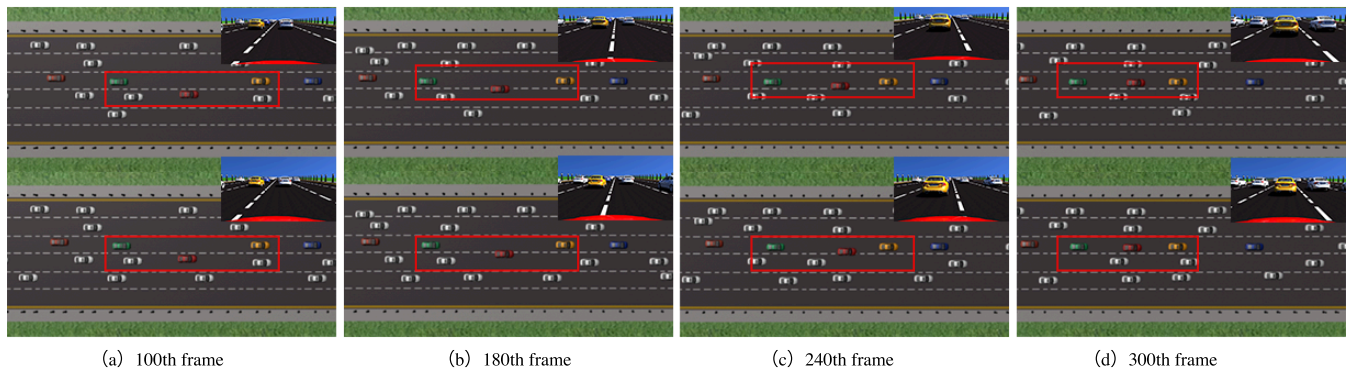 (a) 100th frame
(b) 180th frame
(c) 240th frame
(d) 300th frame